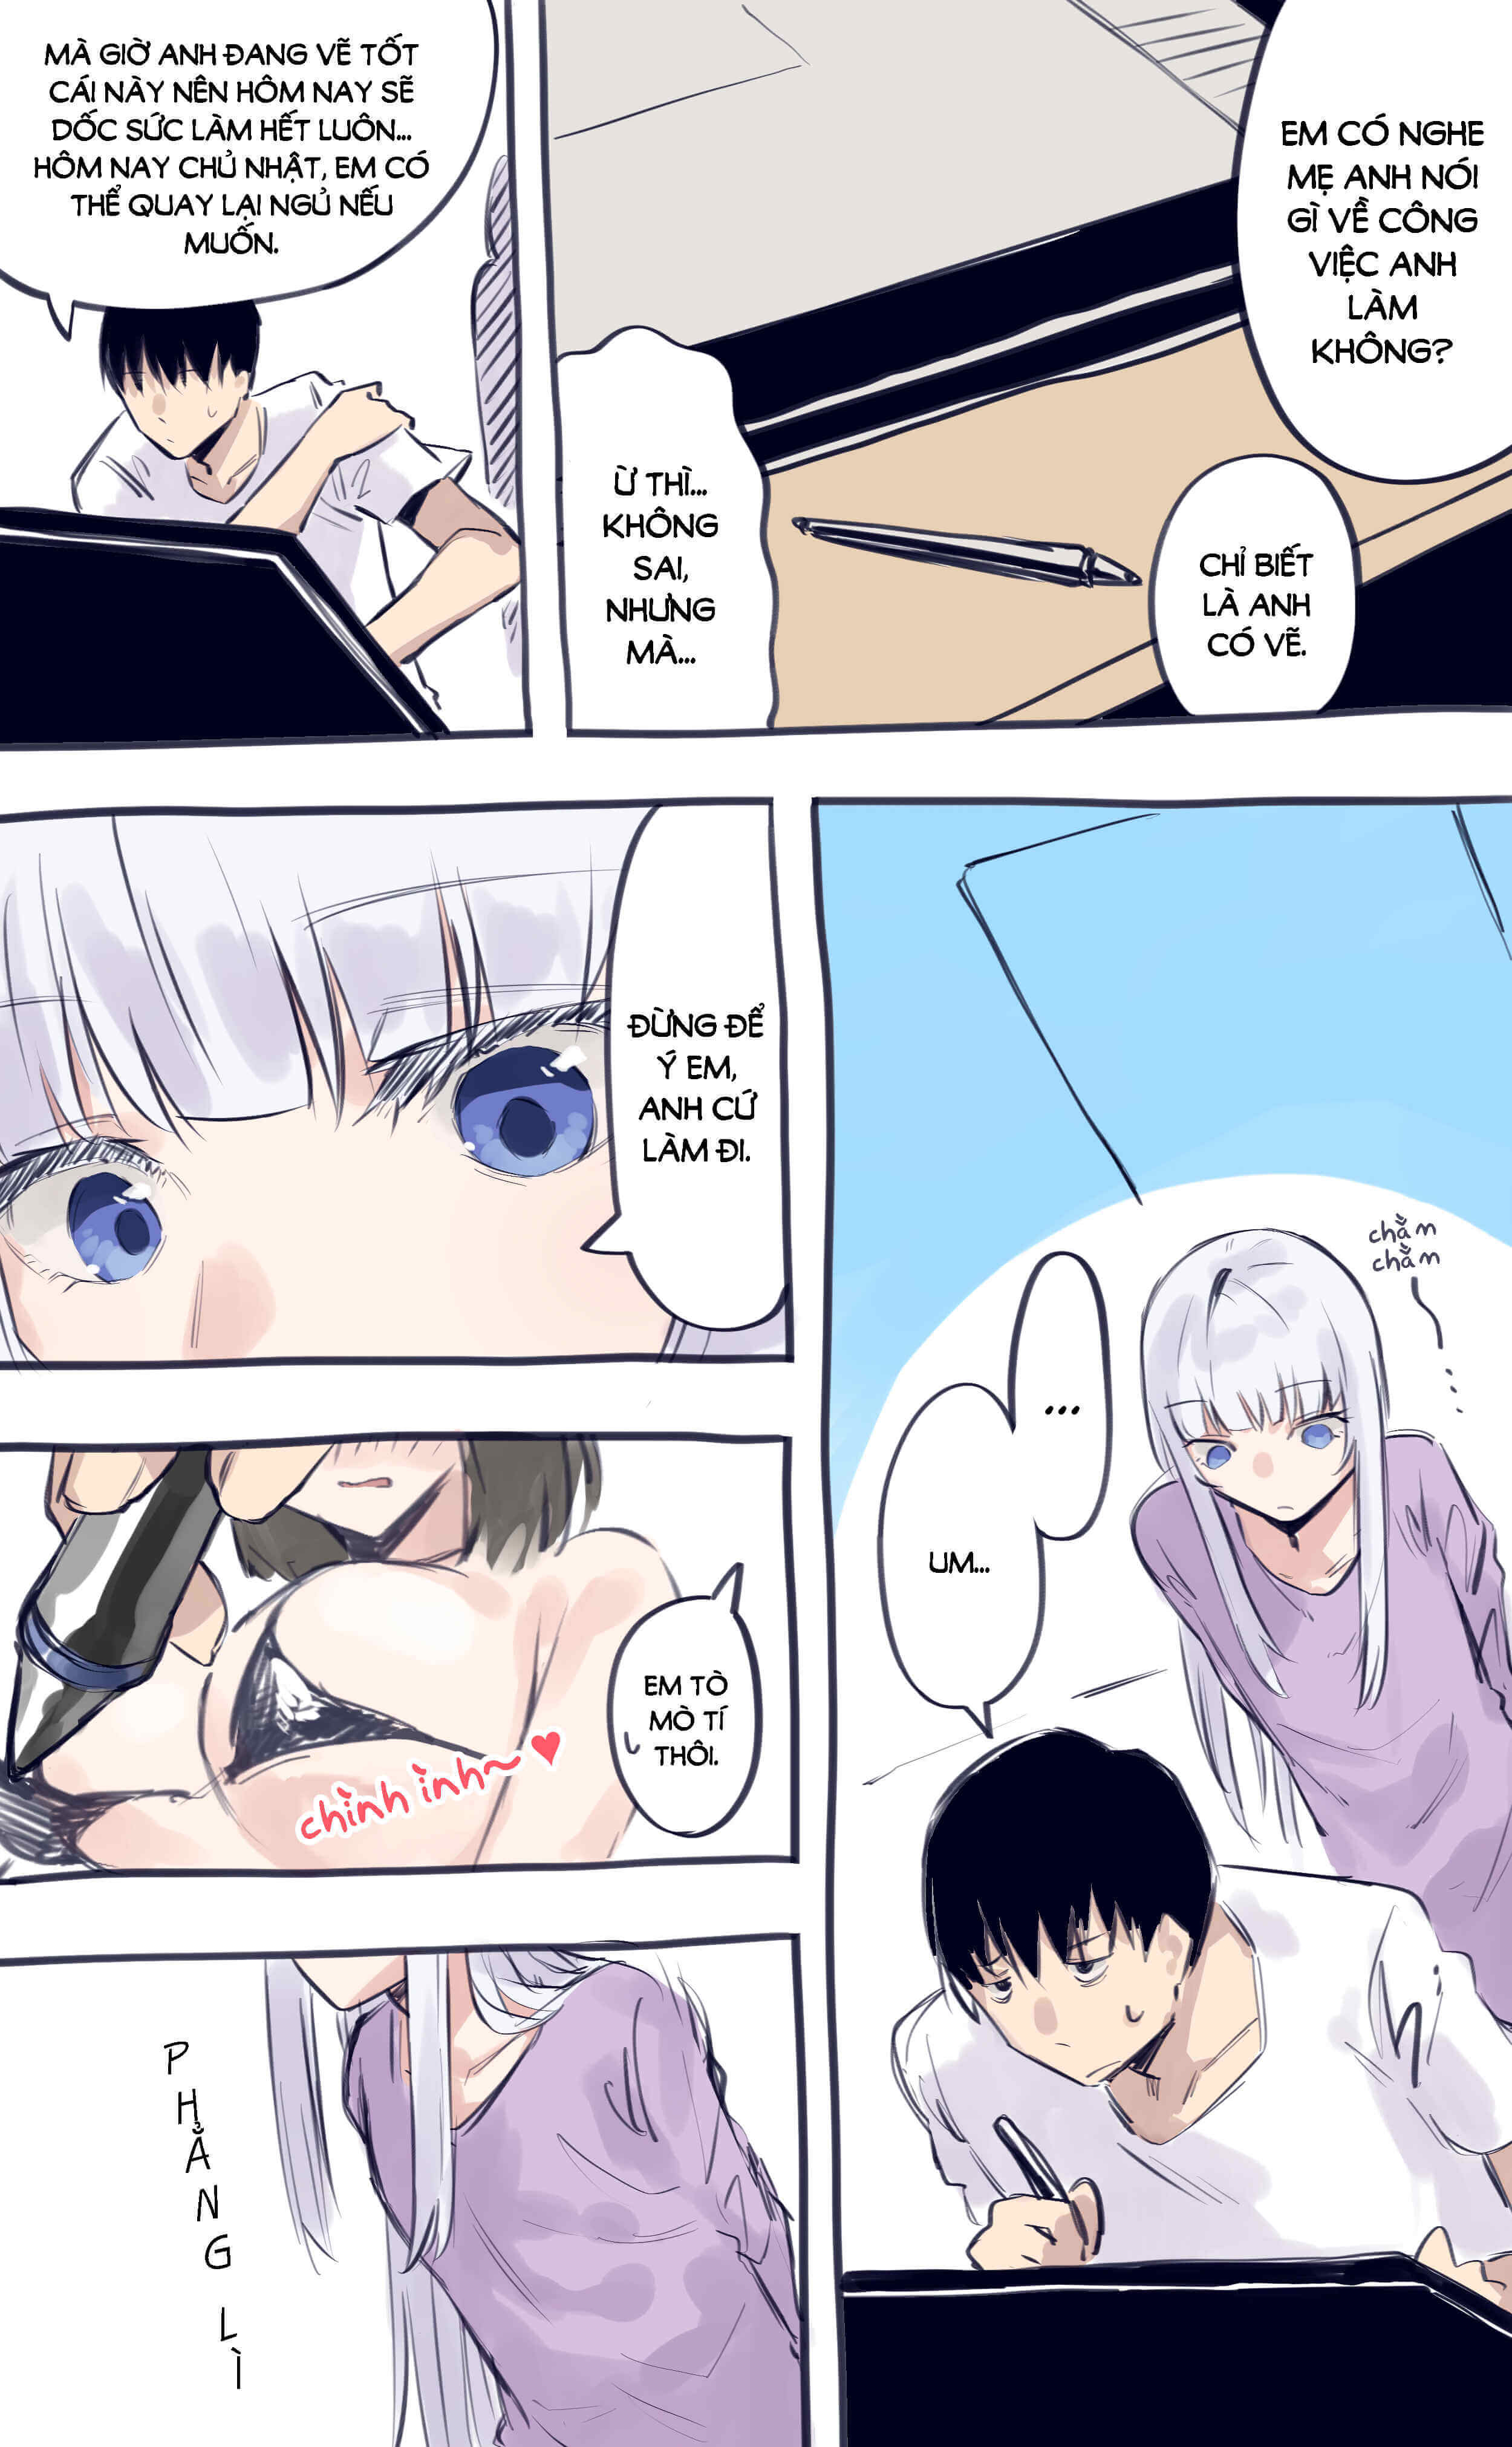 EM CÓ NGHE
MẸ ANH NÓI
GÌ VỀ CÔNG
VIỆC ANH
LÀM
KHÔNG?
CHỈ BIẾT
LÀ ANH
CÓ VẼ.
Ừ THÌ...
KHÔNG
SAI,
NHƯNG
MÀ...
MÀ GIỜ ANH ĐANG VẼ TỐT
CÁI NÀY NÊN HÔM NAY SẼ
DỐC SỨC LÀM HẾT LUÔN...
HÔM NAY CHỦ NHẬT, EM CÓ
THỂ QUAY LẠI NGỦ NẾU
MUỐN.
chằm
chằm
...
UM...
ĐỪNG ĐỂ
Ý EM,
ANH CỨ
LÀM ĐI.
EM TÒ
MÒ TÍ
THÔI.
chình ình~ ♥
PHẲNG LÌ